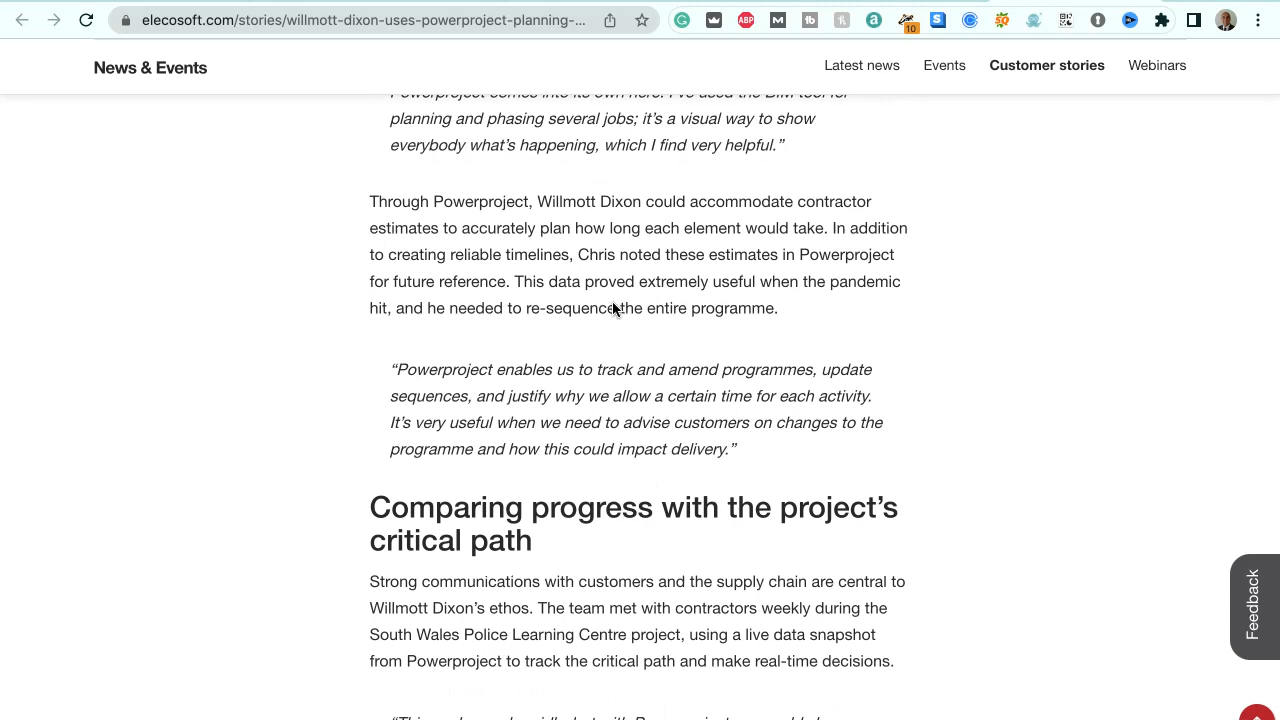 elecosoft.com/stories/willmott-dixon-uses-powerproject-planning-...
10
News & Events
Latest news
Events
Customer stories
Webinars
Powerproject comes into its own here. I've used the BIM tool for
planning and phasing several jobs; it's a visual way to show
everybody what's happening, which I find very helpful.”
Through Powerproject, Willmott Dixon could accommodate contractor
estimates to accurately plan how long each element would take. In addition
to creating reliable timelines, Chris noted these estimates in Powerproject
for future reference. This data proved extremely useful when the pandemic
hit, and he needed to re-sequence the entire programme.
“Powerproject enables us to track and amend programmes, update
sequences, and justify why we allow a certain time for each activity.
It's very useful when we need to advise customers on changes to the
programme and how this could impact delivery.”
Comparing progress with the project's
critical path
Strong communications with customers and the supply chain are central to
Willmott Dixon's ethos. The team met with contractors weekly during the
South Wales Police Learning Centre project, using a live data snapshot
from Powerproject to track the critical path and make real-time decisions.
Feedback